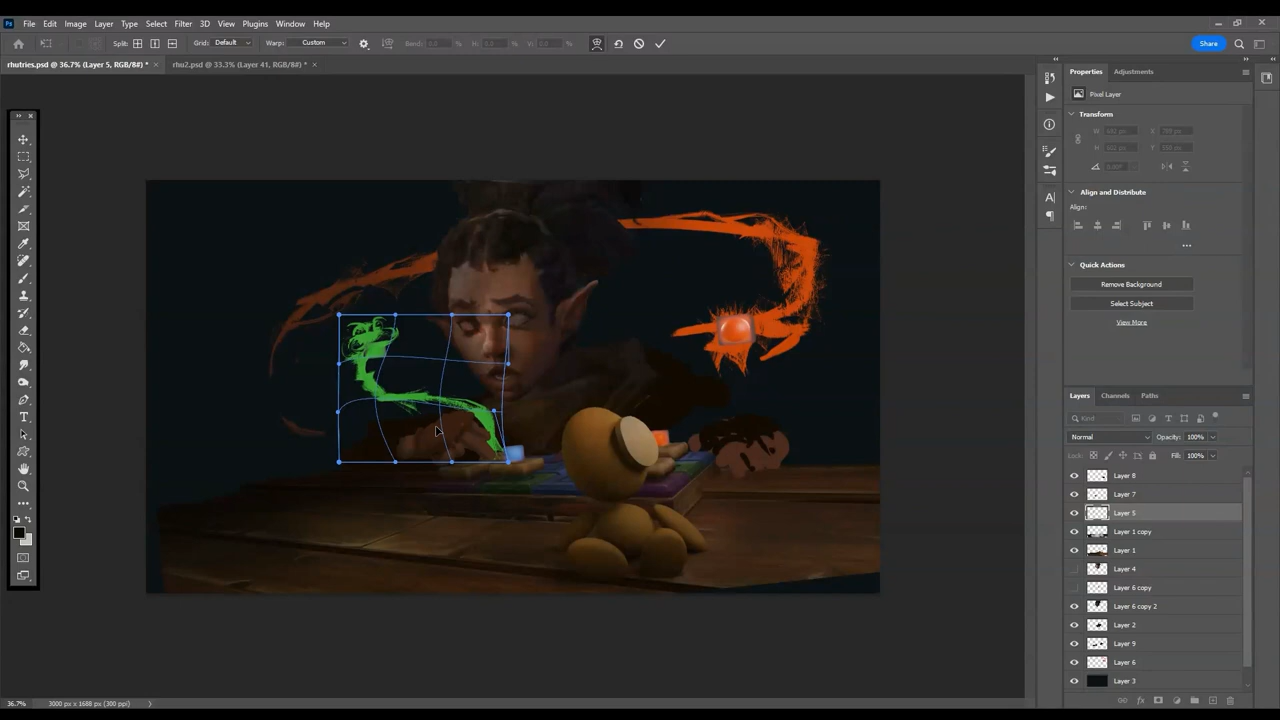 File Edit Image Layer Type Select Filter 3D View Plugins Window Help
Split: Grid: Default Warp: Custom Bend: % H: % V: % Share
rhutries.psd @ 36.7% (Layer 5, RGB/8#) * × rhu2.psd @ 33.3% (Layer 41, RGB/8#) * ×
Properties Adjustments
Pixel Layer
Transform
W: X:
H: Y:
Align and Distribute
Align:
Quick Actions
Remove Background
Select Subject
View More
Layers Channels Paths
Kind
Normal Opacity: 100%
Lock: Fill: 100%
Layer 8
Layer 7
Layer 5
Layer 1 copy
Layer 1
Layer 4
Layer 6 copy
Layer 6 copy 2
Layer 2
Layer 9
Layer 6
Layer 3
36.7% 3000 px x 1688 px (300 ppi)